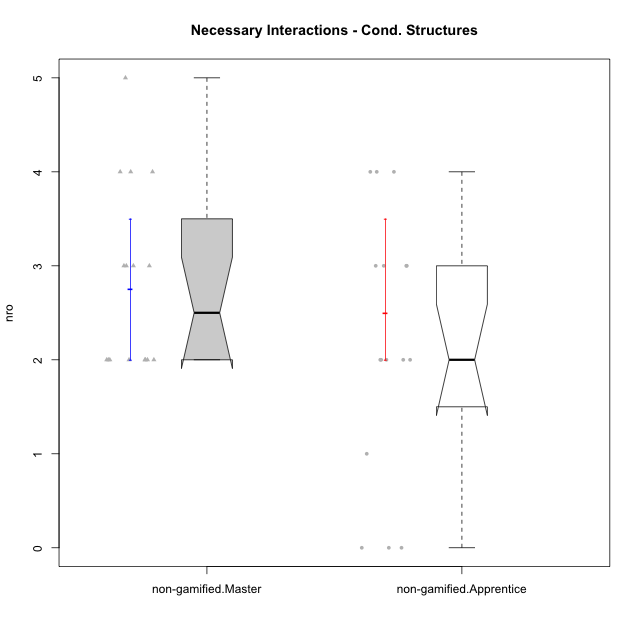 Necessary Interactions - Cond. Structures
5
4
3
2
1
0
nro
non-gamified.Master
non-gamified.Apprentice